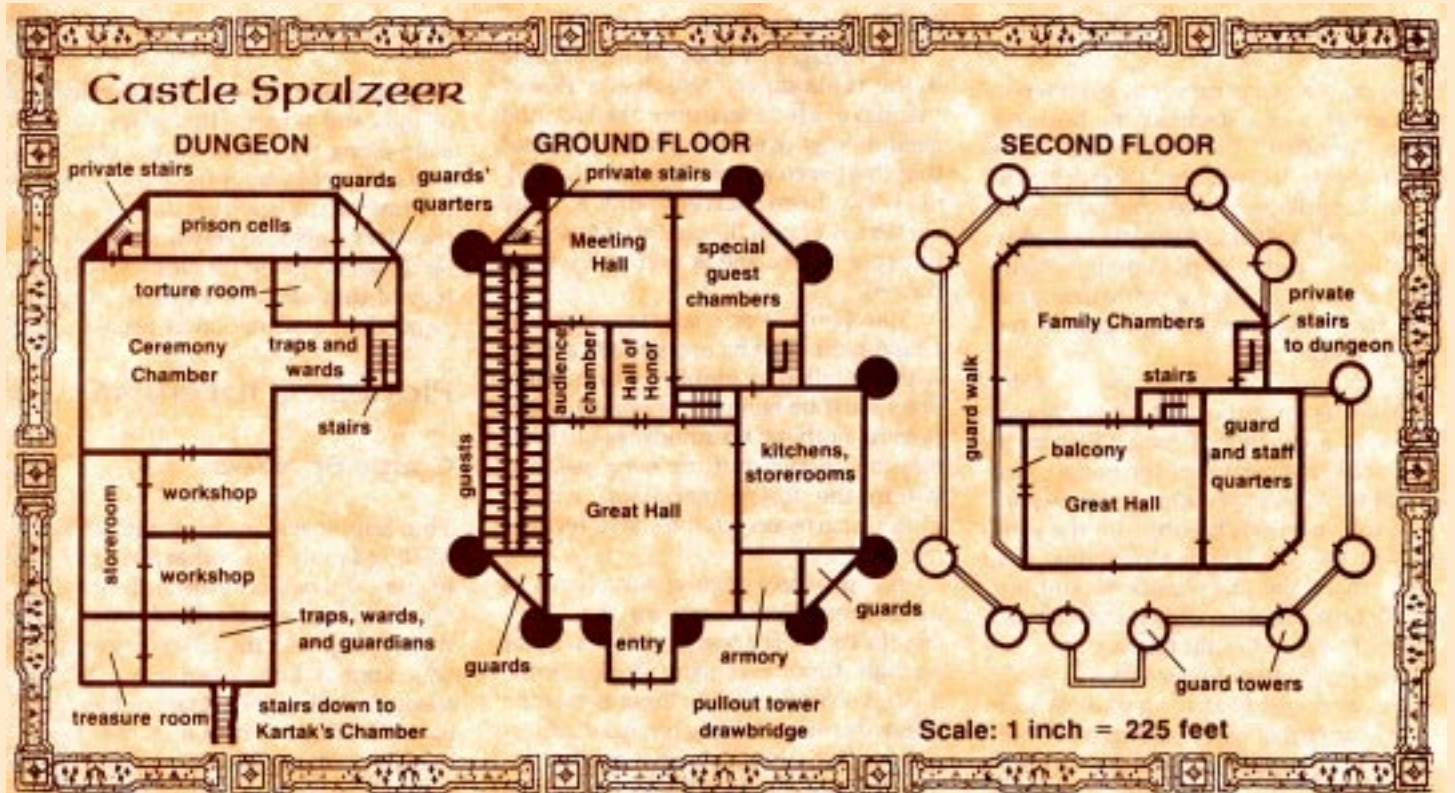 Castle Spulzeer
DUNGEON
private stairs
guards
guards'
quarters
prison cells
torture room
Ceremony
Chamber
traps and
wards
stairs
storeroom
workshop
workshop
traps, wards,
and guardians
treasure room
stairs down to
Kartak's Chamber
GROUND FLOOR
private stairs
Meeting
Hall
special
guest
chambers
audience
chamber
Hall of
Honor
guests
kitchens,
storerooms
Great Hall
guards
entry
armory
guards
pullout tower
drawbridge
SECOND FLOOR
Family Chambers
private
stairs
to dungeon
stairs
guard walk
balcony
guard
and staff
quarters
Great Hall
guard towers
Scale: 1 inch = 225 feet